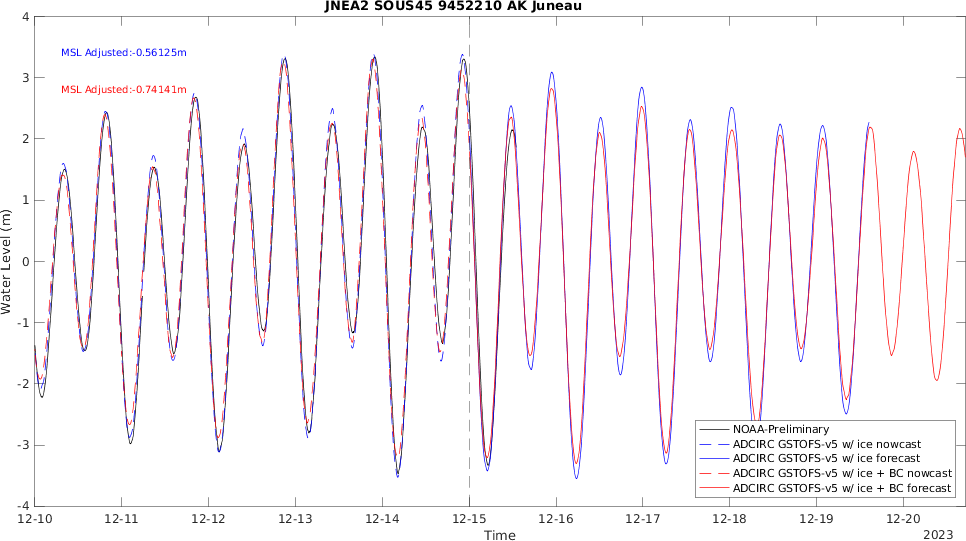 JNEA2 SOUS45 9452210 AK Juneau
MSL Adjusted:-0.56125m
MSL Adjusted:-0.74141m
Water Level (m)
4
3
2
1
0
-1
-2
-3
-4
NOAA-Preliminary
ADCIRC GSTOFS-v5 w/ ice nowcast
ADCIRC GSTOFS-v5 w/ ice forecast
ADCIRC GSTOFS-v5 w/ ice + BC nowcast
ADCIRC GSTOFS-v5 w/ ice + BC forecast
12-10 12-11 12-12 12-13 12-14 12-15 12-16 12-17 12-18 12-19 12-20
Time
2023